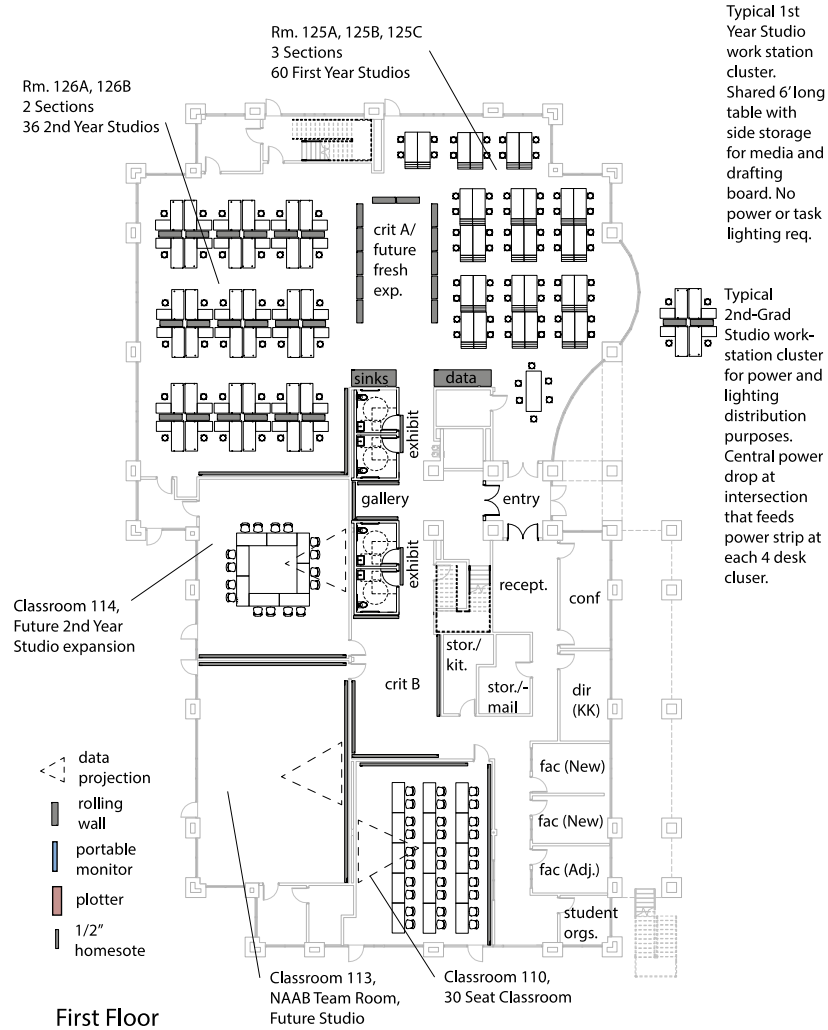 Rm. 125A, 125B, 125C
3 Sections
60 First Year Studios
Rm. 126A, 126B
2 Sections
36 2nd Year Studios
Typical 1st
Year Studio
work station
cluster.
Shared 6' long
table with
side storage
for media and
drafting
board. No
power or task
lighting req.
crit A/
future
fresh
exp.
Typical
2nd-Grad
Studio work-
station cluster
for power and
lighting
distribution
purposes.
Central power
drop at
intersection
that feeds
power strip at
each 4 desk
cluser.
sinks
data
exhibit
gallery
entry
exhibit
recept.
conf
Classroom 114,
Future 2nd Year
Studio expansion
stor./
kit.
crit B
stor./-
mail
dir
(KK)
data
projection
rolling
wall
portable
monitor
plotter
1/2"
homesote
fac (New)
fac (New)
fac (Adj.)
student
orgs.
Classroom 113,
NAAB Team Room,
Future Studio
Classroom 110,
30 Seat Classroom
First Floor